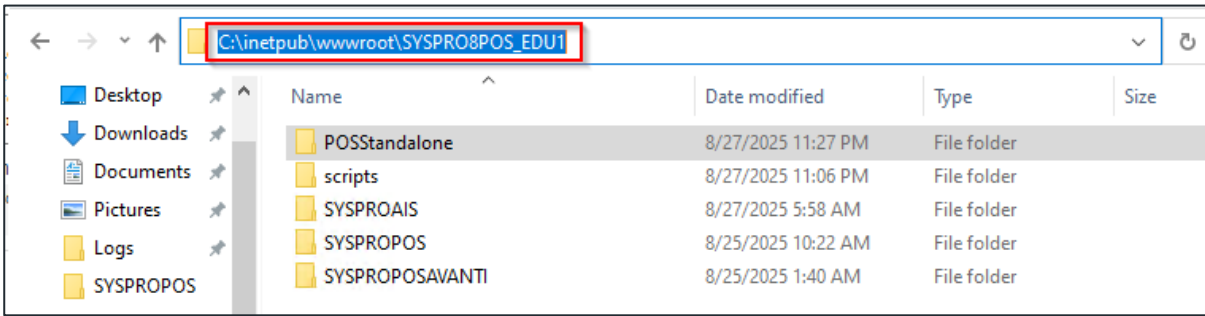 C:\inetpub\wwwroot\SYSPRO8POS_EDU1
Desktop
Downloads
Documents
Pictures
Logs
SYSPROPOS
Name Date modified Type Size
POSStandalone 8/27/2025 11:27 PM File folder
scripts 8/27/2025 11:06 PM File folder
SYSPROAIS 8/27/2025 5:58 AM File folder
SYSPROPOS 8/25/2025 10:22 AM File folder
SYSPROPOSAVANTI 8/25/2025 1:40 AM File folder